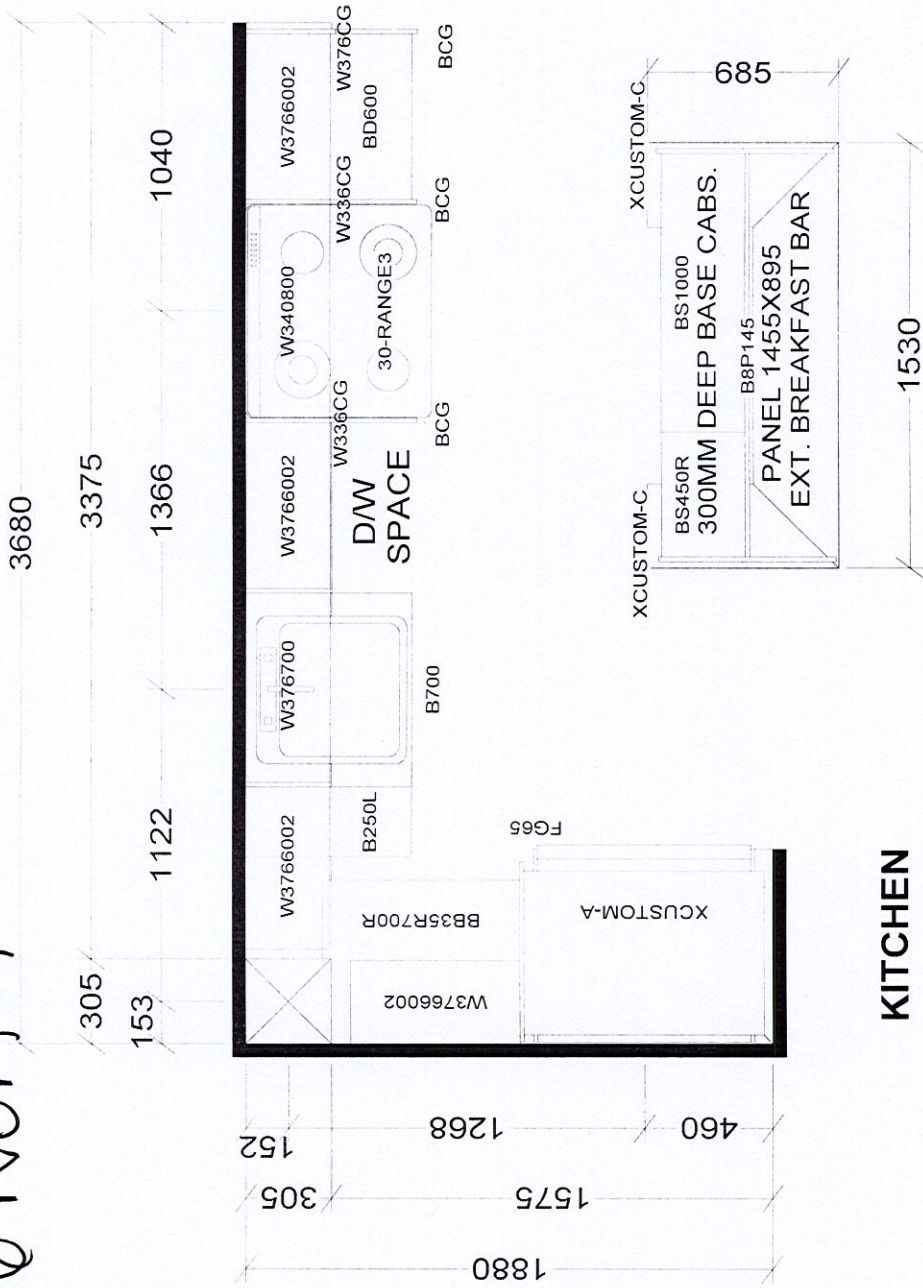 3680
305
3375
153
1122
1366
1040
W3766002
W376700
W3766002
W340800
W3766002
W336CG
W336CG
W376CG
B250L
D/W
SPACE
30-RANGE3
BD600
B700
BCG
BCG
BCG
BB35R700R
W3766002
FG65
XCUSTOM-A
152
1268
460
305
1575
1880
XCUSTOM-C
XCUSTOM-C
BS450R
BS1000
300MM DEEP BASE CABS.
B8P145
PANEL 1455X895
EXT. BREAKFAST BAR
685
1530
KITCHEN